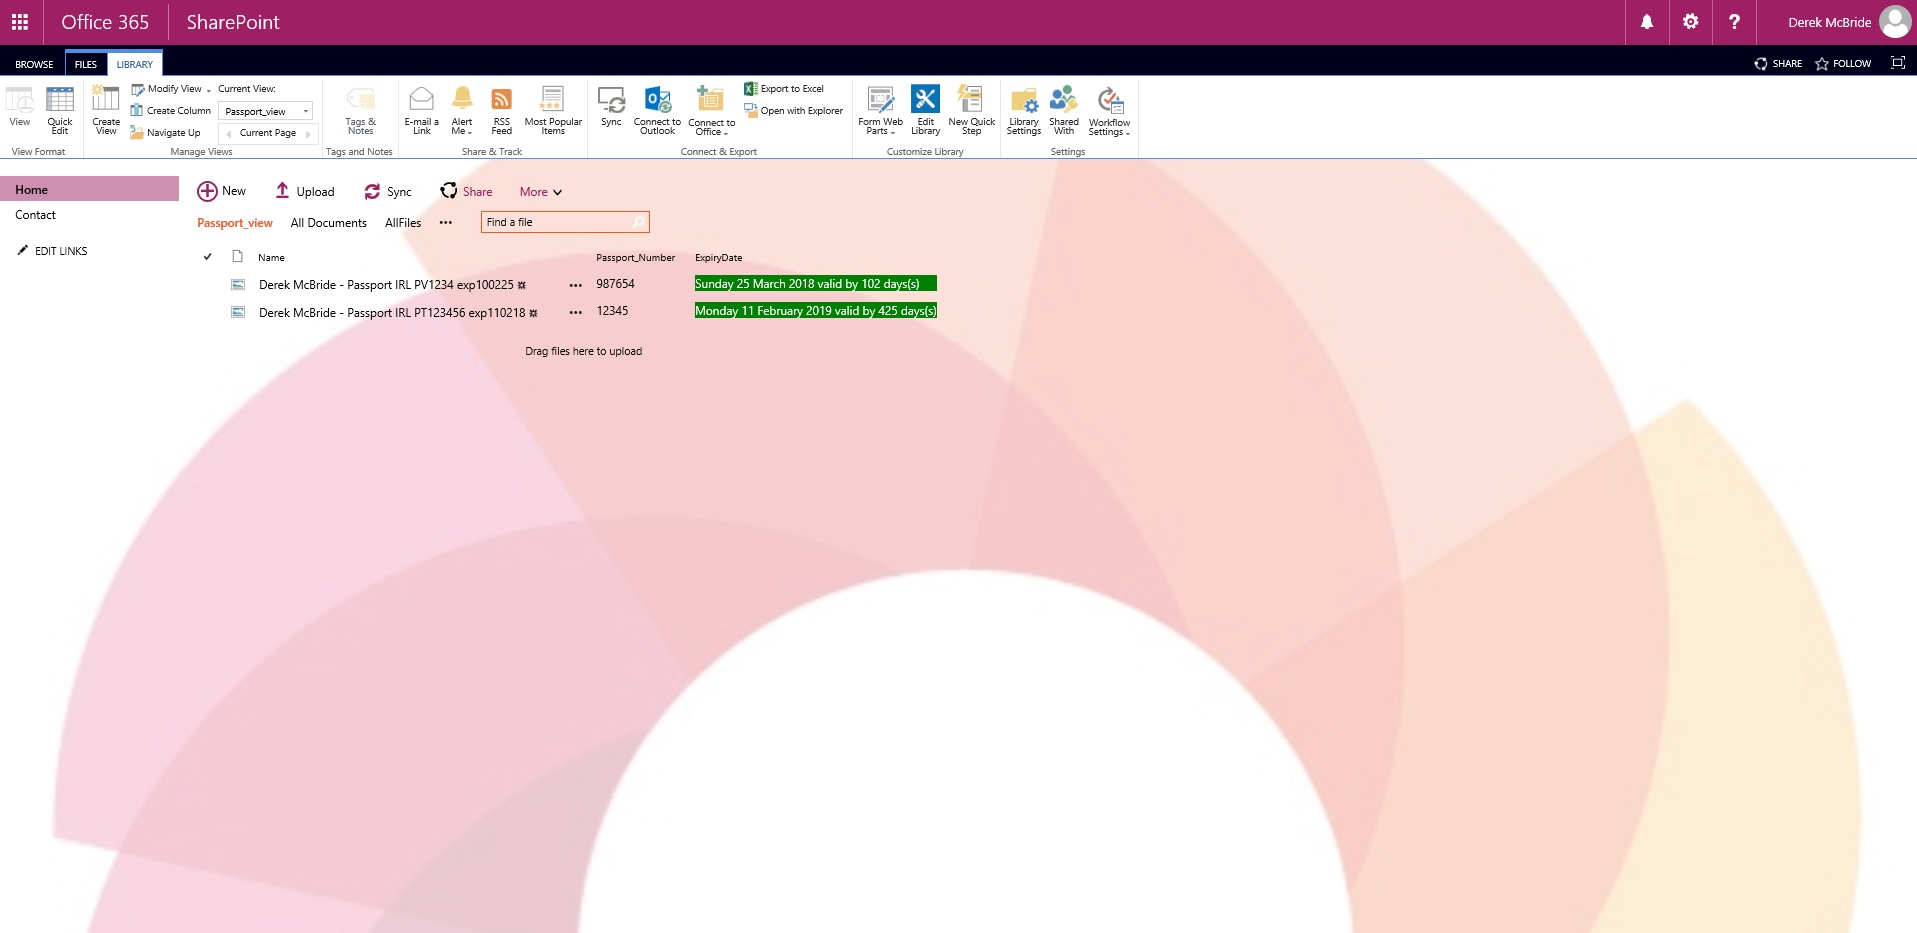 Office 365 SharePoint Derek McBride
BROWSE FILES LIBRARY SHARE FOLLOW
View
Quick Edit
View Format
Create View
Modify View
Create Column
Navigate Up
Current View:
Passport_view
Current Page
Manage Views
Tags & Notes
Tags and Notes
E-mail a Link
Alert Me
RSS Feed
Most Popular Items
Share & Track
Sync
Connect to Outlook
Connect to Office
Export to Excel
Open with Explorer
Connect & Export
Form Web Parts
Edit Library
New Quick Step
Customize Library
Library Settings
Shared With
Workflow Settings
Settings
Home
Contact
EDIT LINKS
New Upload Sync Share More
Passport_view All Documents AllFiles ••• Find a file
Name Passport_Number ExpiryDate
Derek McBride - Passport IRL PV1234 exp100225 ••• 987654 Sunday 25 March 2018 valid by 102 days(s)
Derek McBride - Passport IRL PT123456 exp110218 ••• 12345 Monday 11 February 2019 valid by 425 days(s)
Drag files here to upload